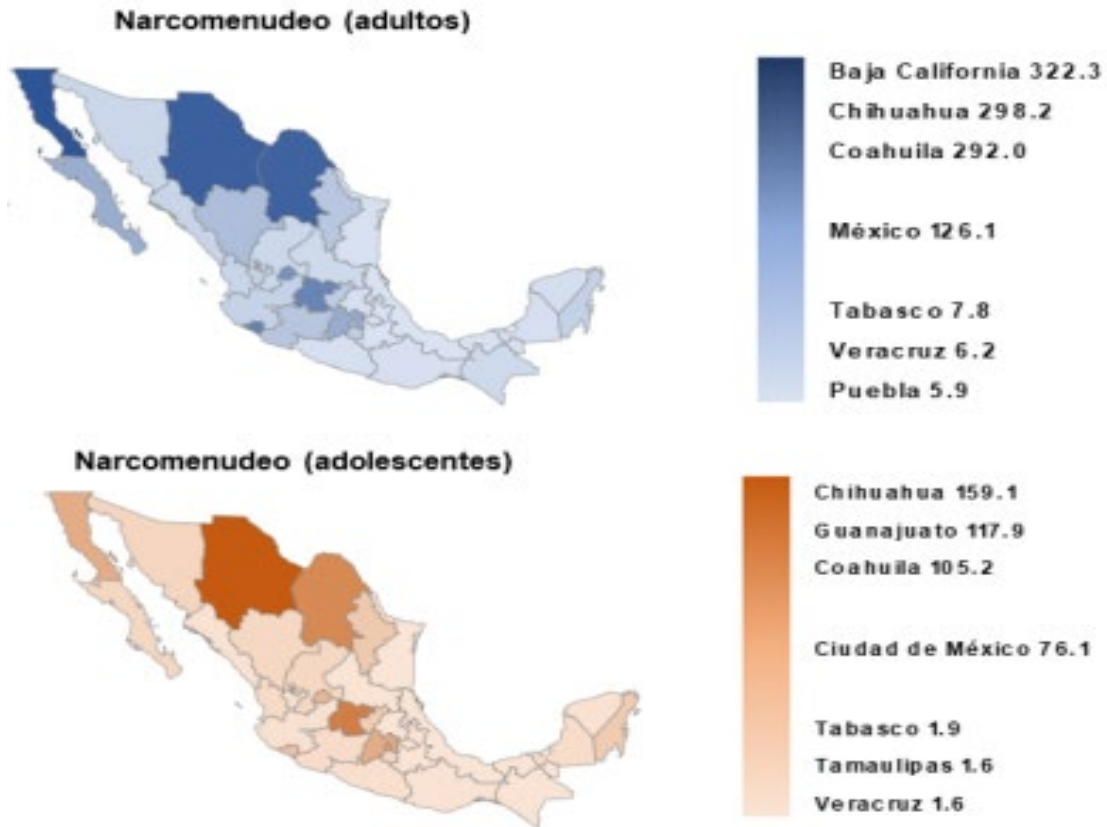 Narcomenudeo (adultos)
Baja California 322.3
Chihuahua 298.2
Coahuila 292.0
México 126.1
Tabasco 7.8
Veracruz 6.2
Puebla 5.9
Narcomenudeo (adolescentes)
Chihuahua 159.1
Guanajuato 117.9
Coahuila 105.2
Ciudad de México 76.1
Tabasco 1.9
Tamaulipas 1.6
Veracruz 1.6